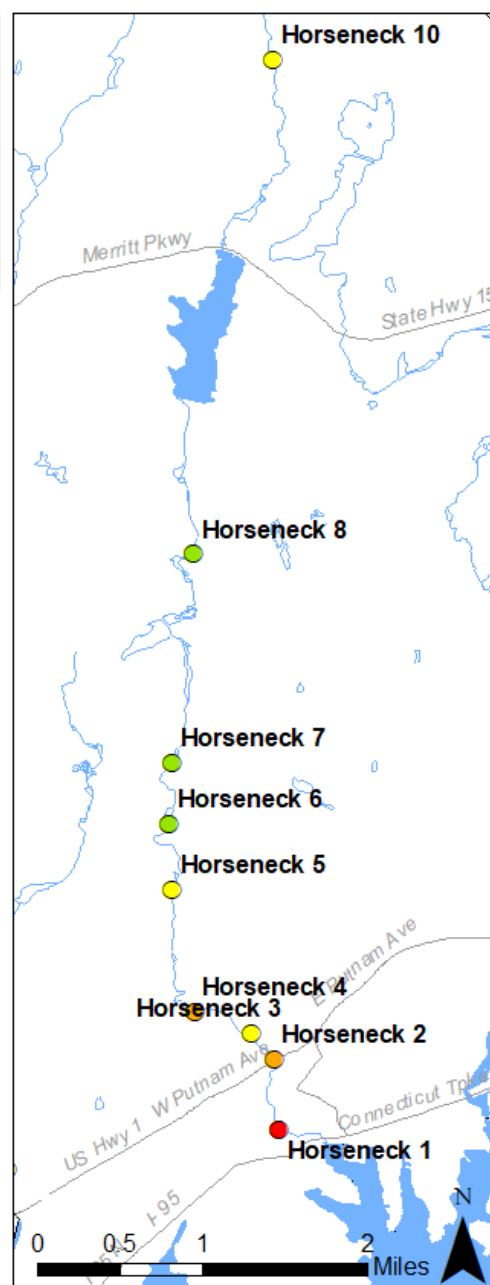 Horseneck 10
Merritt Pkwy
State Hwy 15
Horseneck 8
Horseneck 7
Horseneck 6
Horseneck 5
Horseneck 4
Horseneck 3
E Putnam Ave
Horseneck 2
US Hwy 1 W Putnam Ave
Connecticut Tpke
Horseneck 1
I-95
N
0 0.5 1 2
Miles